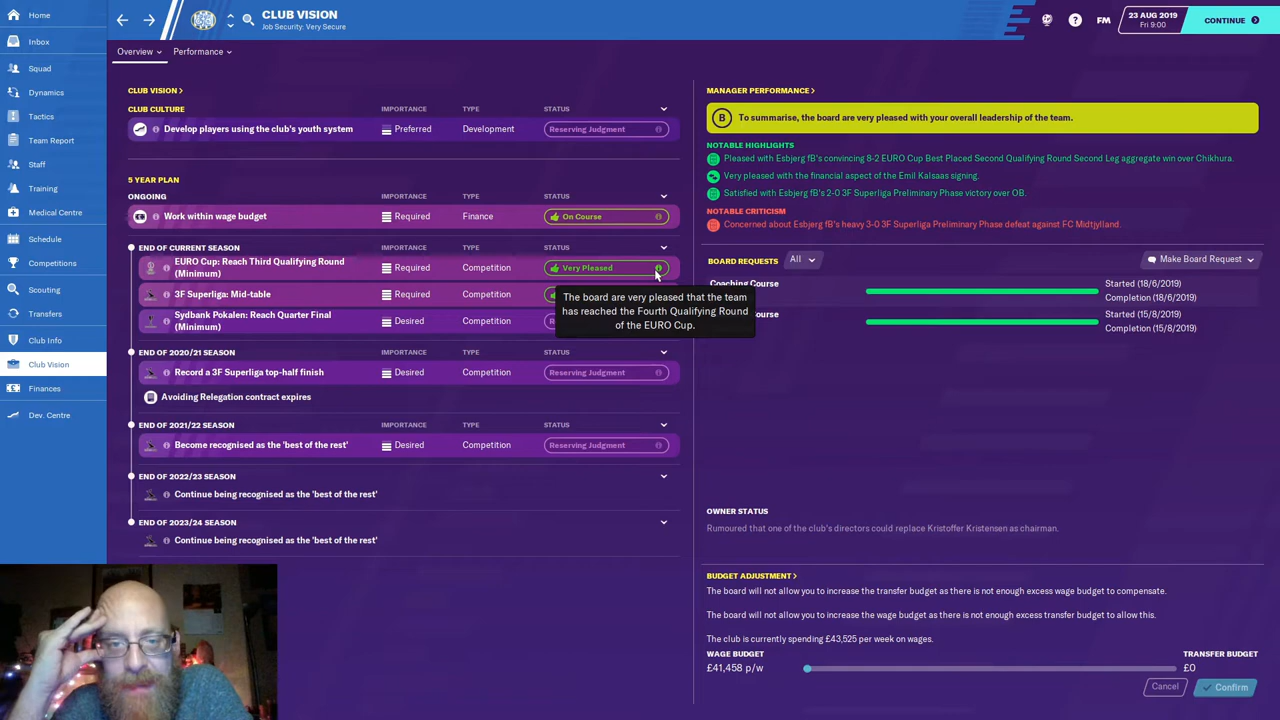 Home
CLUB VISION
Job Security: Very Secure
FM
23 AUG 2019
Fri 9:00
CONTINUE
Inbox
Squad
Dynamics
Tactics
Team Report
Staff
Training
Medical Centre
Schedule
Competitions
Scouting
Transfers
Club Info
Club Vision
Finances
Dev. Centre
Overview
Performance
CLUB VISION >
CLUB CULTURE IMPORTANCE TYPE STATUS
Develop players using the club's youth system Preferred Development Reserving Judgment
5 YEAR PLAN
ONGOING IMPORTANCE TYPE STATUS
Work within wage budget Required Finance On Course
END OF CURRENT SEASON IMPORTANCE TYPE STATUS
EURO Cup: Reach Third Qualifying Round (Minimum) Required Competition Very Pleased
3F Superliga: Mid-table Required Competition
Sydbank Pokalen: Reach Quarter Final (Minimum) Desired Competition
The board are very pleased that the team
has reached the Fourth Qualifying Round
of the EURO Cup.
END OF 2020/21 SEASON IMPORTANCE TYPE STATUS
Record a 3F Superliga top-half finish Desired Competition Reserving Judgment
Avoiding Relegation contract expires
END OF 2021/22 SEASON IMPORTANCE TYPE STATUS
Become recognised as the 'best of the rest' Desired Competition Reserving Judgment
END OF 2022/23 SEASON
Continue being recognised as the 'best of the rest'
END OF 2023/24 SEASON
Continue being recognised as the 'best of the rest'
MANAGER PERFORMANCE >
B To summarise, the board are very pleased with your overall leadership of the team.
NOTABLE HIGHLIGHTS
Pleased with Esbjerg fB's convincing 8-2 EURO Cup Best Placed Second Qualifying Round Second Leg aggregate win over Chikhura.
Very pleased with the financial aspect of the Emil Kalsaas signing.
Satisfied with Esbjerg fB's 2-0 3F Superliga Preliminary Phase victory over OB.
NOTABLE CRITICISM
Concerned about Esbjerg fB's heavy 3-0 3F Superliga Preliminary Phase defeat against FC Midtjylland.
BOARD REQUESTS All Make Board Request
Coaching Course Started (18/6/2019)
Completion (18/6/2019)
course Started (15/8/2019)
Completion (15/8/2019)
OWNER STATUS
Rumoured that one of the club's directors could replace Kristoffer Kristensen as chairman.
BUDGET ADJUSTMENT >
The board will not allow you to increase the transfer budget as there is not enough excess wage budget to compensate.
The board will not allow you to increase the wage budget as there is not enough excess transfer budget to allow this.
The club is currently spending £43,525 per week on wages.
WAGE BUDGET TRANSFER BUDGET
£41,458 p/w £0
Cancel Confirm